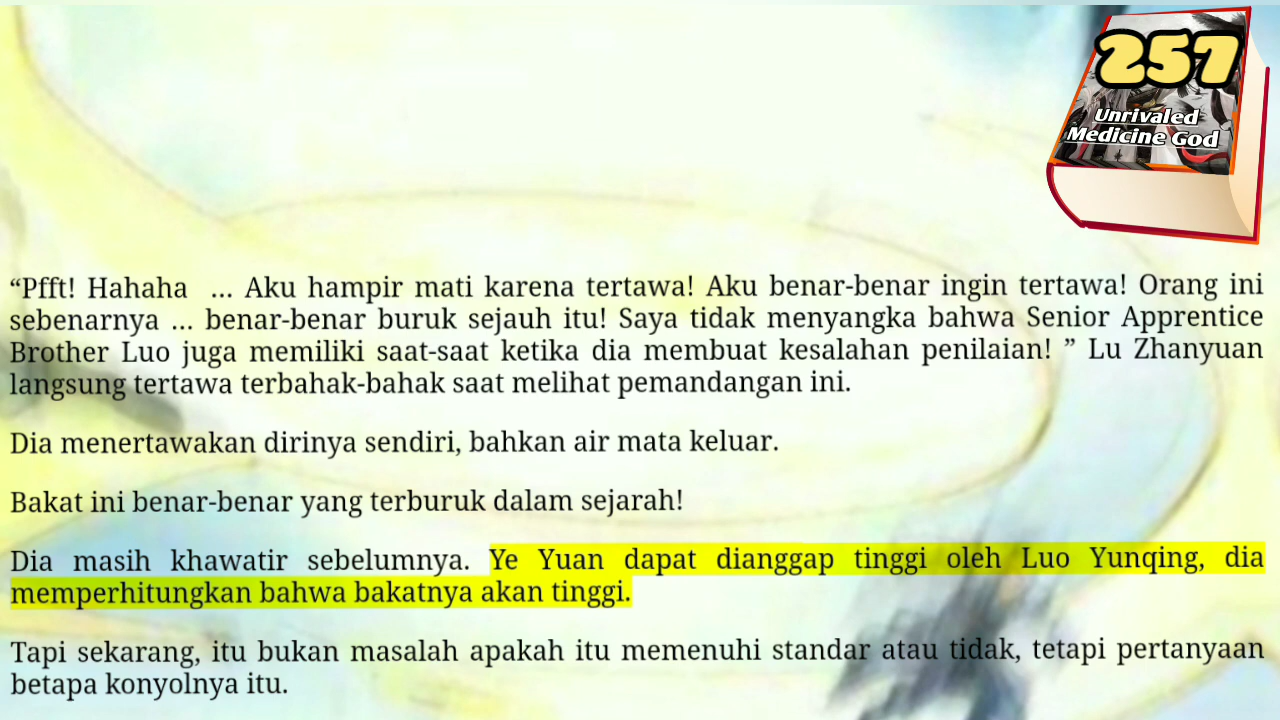 257
Unrivaled
Medicine God
“Pfft! Hahaha ... Aku hampir mati karena tertawa! Aku benar-benar ingin tertawa! Orang ini
sebenarnya ... benar-benar buruk sejauh itu! Saya tidak menyangka bahwa Senior Apprentice
Brother Luo juga memiliki saat-saat ketika dia membuat kesalahan penilaian! ” Lu Zhanyuan
langsung tertawa terbahak-bahak saat melihat pemandangan ini.
Dia menertawakan dirinya sendiri, bahkan air mata keluar.
Bakat ini benar-benar yang terburuk dalam sejarah!
Dia masih khawatir sebelumnya. Ye Yuan dapat dianggap tinggi oleh Luo Yunqing, dia
memperhitungkan bahwa bakatnya akan tinggi.
Tapi sekarang, itu bukan masalah apakah itu memenuhi standar atau tidak, tetapi pertanyaan
betapa konyolnya itu.